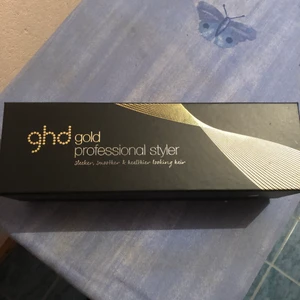 ghd gold
professional styler
sleeker, smoother & healthier looking hair